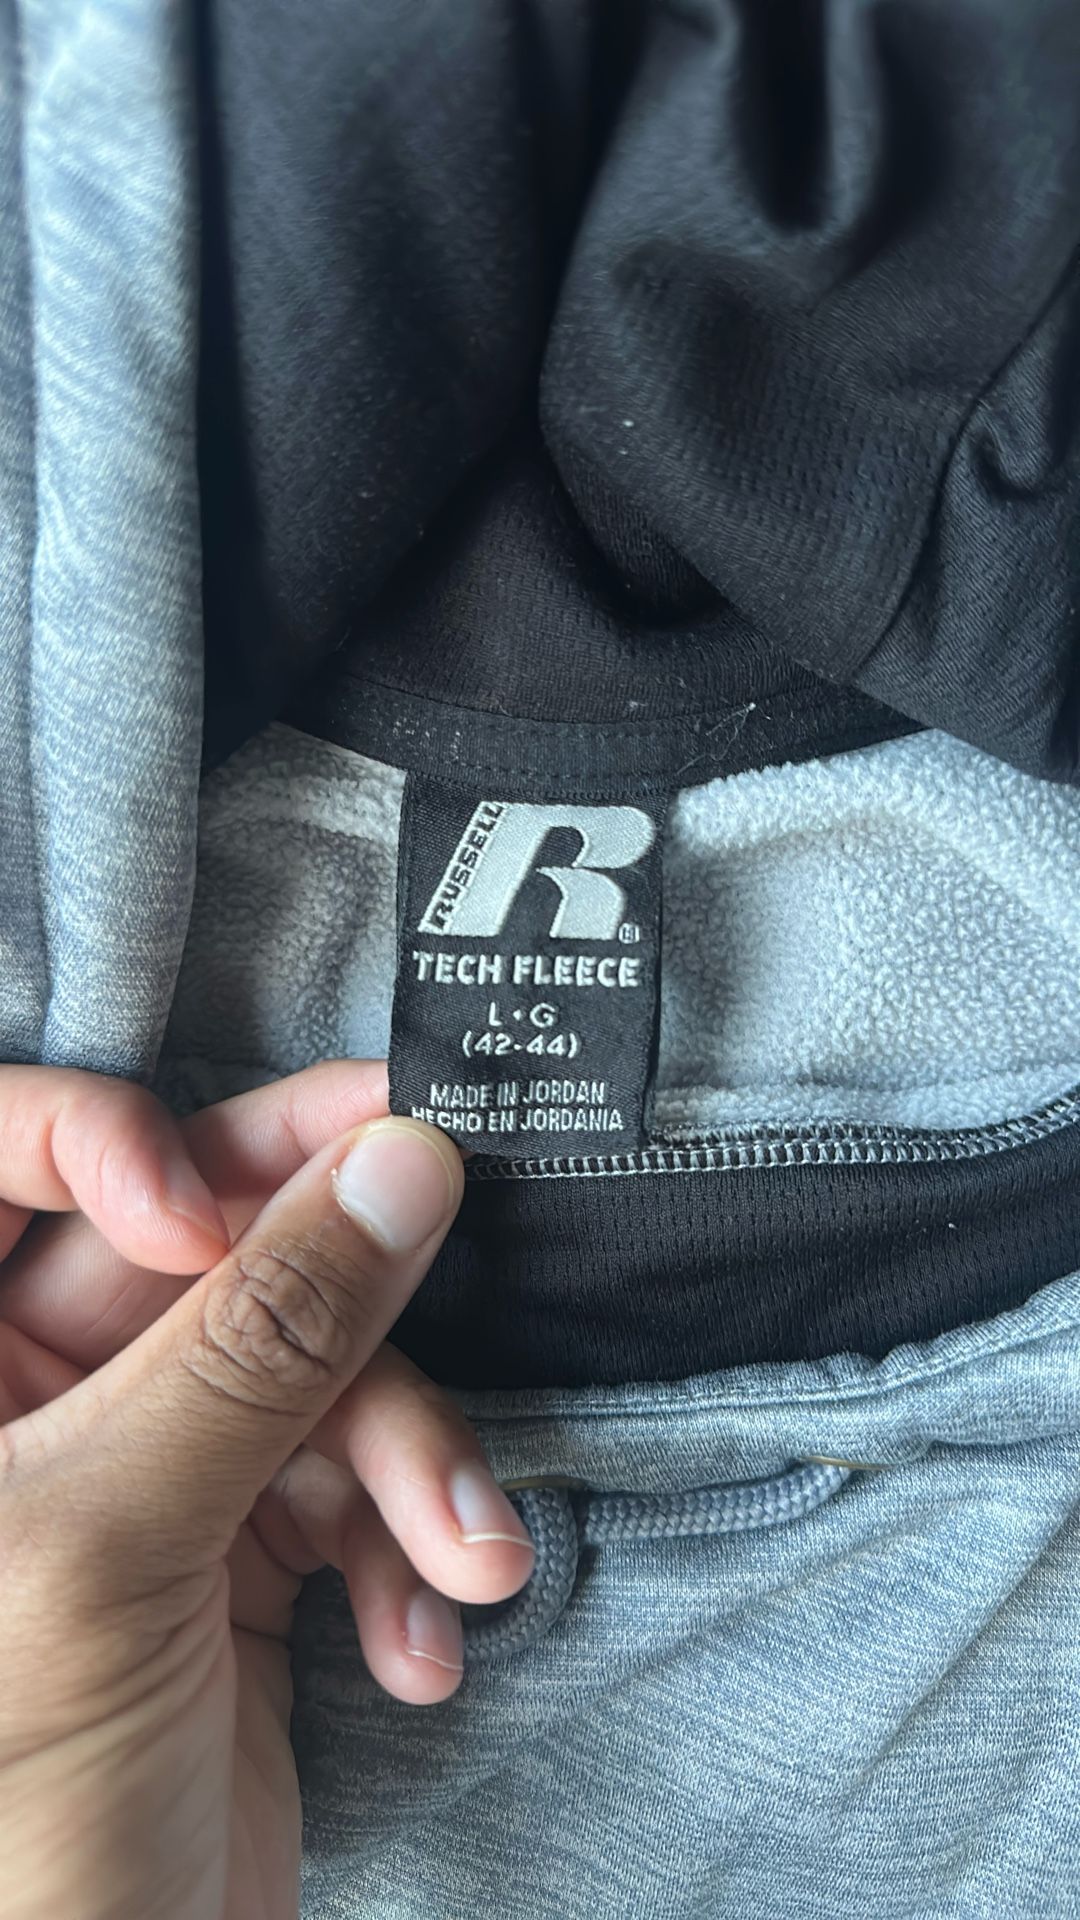 RUSSELL
R
TECH FLEECE
L·G
(42-44)
MADE IN JORDAN
HECHO EN JORDANIA